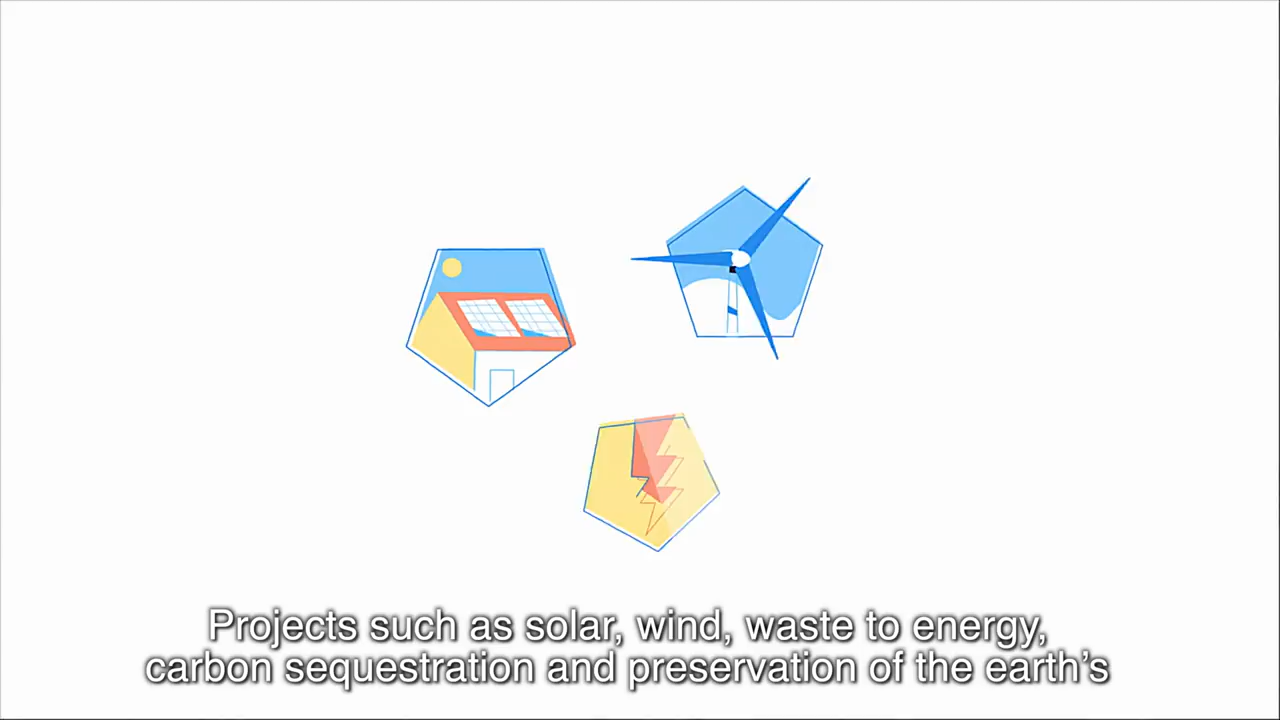 Projects such as solar, wind, waste to energy,
carbon sequestration and preservation of the earth's